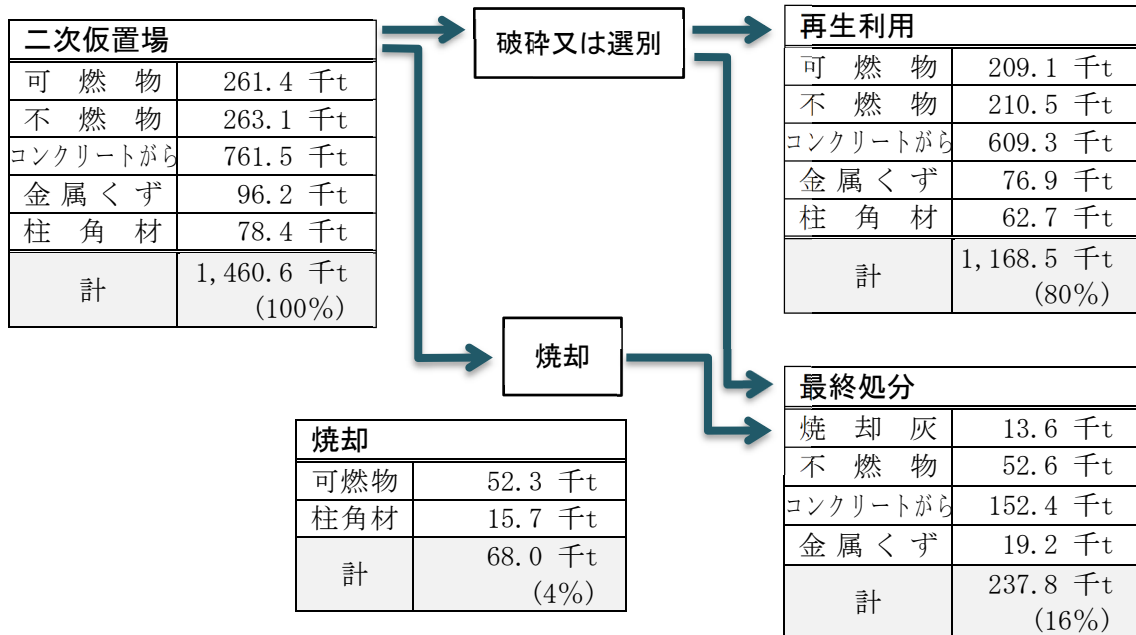 二次仮置場
可燃物 261.4 千t
不燃物 263.1 千t
コンクリートがら 761.5 千t
金属くず 96.2 千t
柱角材 78.4 千t
計 1,460.6 千t
(100%)
破砕又は選別
再生利用
可燃物 209.1 千t
不燃物 210.5 千t
コンクリートがら 609.3 千t
金属くず 76.9 千t
柱角材 62.7 千t
計 1,168.5 千t
(80%)
焼却
焼却
可燃物 52.3 千t
柱角材 15.7 千t
計 68.0 千t
(4%)
最終処分
焼却灰 13.6 千t
不燃物 52.6 千t
コンクリートがら 152.4 千t
金属くず 19.2 千t
計 237.8 千t
(16%)